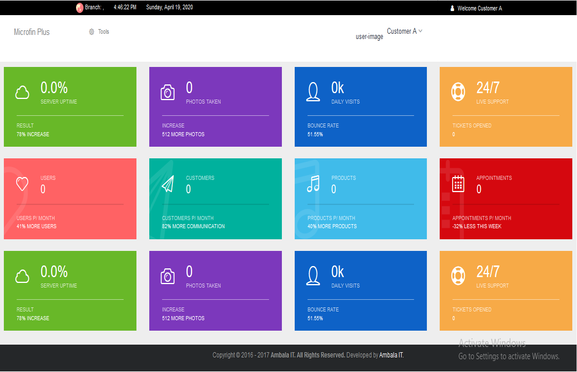 Branch: , 4:46:22 PM Sunday, April 19, 2020 Welcome Customer A
Microfin Plus Tools user-image Customer A
0.0% 0 0k 24/7
SERVER UPTIME PHOTOS TAKEN DAILY VISITS LIVE SUPPORT
RESULT INCREASE BOUNCE RATE TICKETS OPENED
78% INCREASE. 512 MORE PHOTOS 51.55% 0
USERS CUSTOMERS PRODUCTS APPOINTMENTS
0 0 0 0
USERS P/ MONTH CUSTOMERS P/ MONTH PRODUCTS P/ MONTH APPOINTMENTS P/ MONTH
41% MORE USERS 82% MORE COMMUNICATION 40% MORE PRODUCTS -32% LESS THIS WEEK
0.0% 0 0k 24/7
SERVER UPTIME PHOTOS TAKEN DAILY VISITS LIVE SUPPORT
RESULT INCREASE BOUNCE RATE TICKETS OPENED
78% INCREASE. 512 MORE PHOTOS 51.55% 0
Activate Windows
Copyright © 2016 - 2017 Ambala IT. All Rights Reserved. Developed by Ambala IT.
Go to Settings to activate Windows.